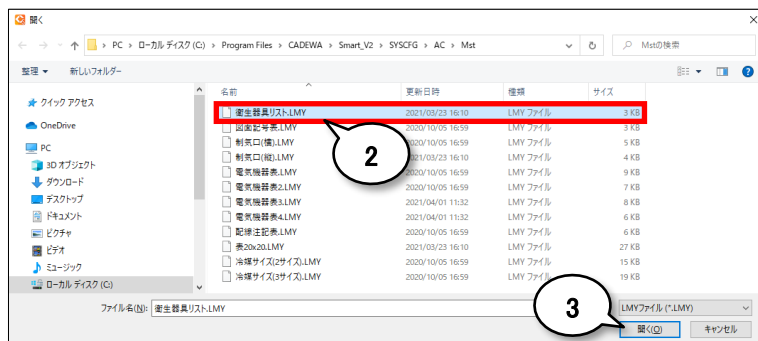 開く
PC > ローカル ディスク (C:) > Program Files > CADEWA > Smart_V2 > SYSCFG > AC > Mst
Mstの検索
整理 新しいフォルダー
名前 更新日時 種類 サイズ
クイック アクセス
OneDrive
PC
3D オブジェクト
ダウンロード
デスクトップ
ドキュメント
ピクチャ
ビデオ
ミュージック
ローカル ディスク (C:)
衛生器具リスト.LMY 2021/03/23 16:10 LMY ファイル 3 KB
図面記号表.LMY 2020/10/05 16:59 LMY ファイル 3 KB
制気口(横).LMY 2020/10/05 16:59 LMY ファイル 5 KB
制気口(縦).LMY 2021/03/23 16:10 LMY ファイル 4 KB
電気機器表.LMY 2020/10/05 16:59 LMY ファイル 9 KB
電気機器表2.LMY 2020/10/05 16:59 LMY ファイル 7 KB
電気機器表3.LMY 2021/04/01 11:32 LMY ファイル 8 KB
電気機器表4.LMY 2021/04/01 11:32 LMY ファイル 6 KB
配線注記表.LMY 2020/10/05 16:59 LMY ファイル 6 KB
表20x20.LMY 2021/03/23 16:10 LMY ファイル 27 KB
冷媒サイズ(2サイズ).LMY 2020/10/05 16:59 LMY ファイル 15 KB
冷媒サイズ(3サイズ).LMY 2020/10/05 16:59 LMY ファイル 19 KB
2
ファイル名(N): 衛生器具リスト.LMY
LMYファイル (*.LMY)
3
開く(O) キャンセル